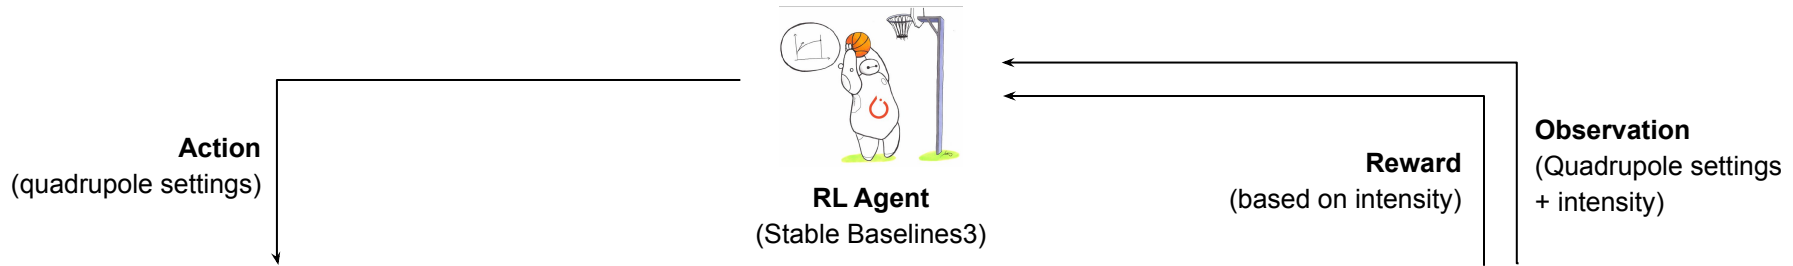 Action
(quadrupole settings)
RL Agent
(Stable Baselines3)
Reward
(based on intensity)
Observation
(Quadrupole settings
+ intensity)